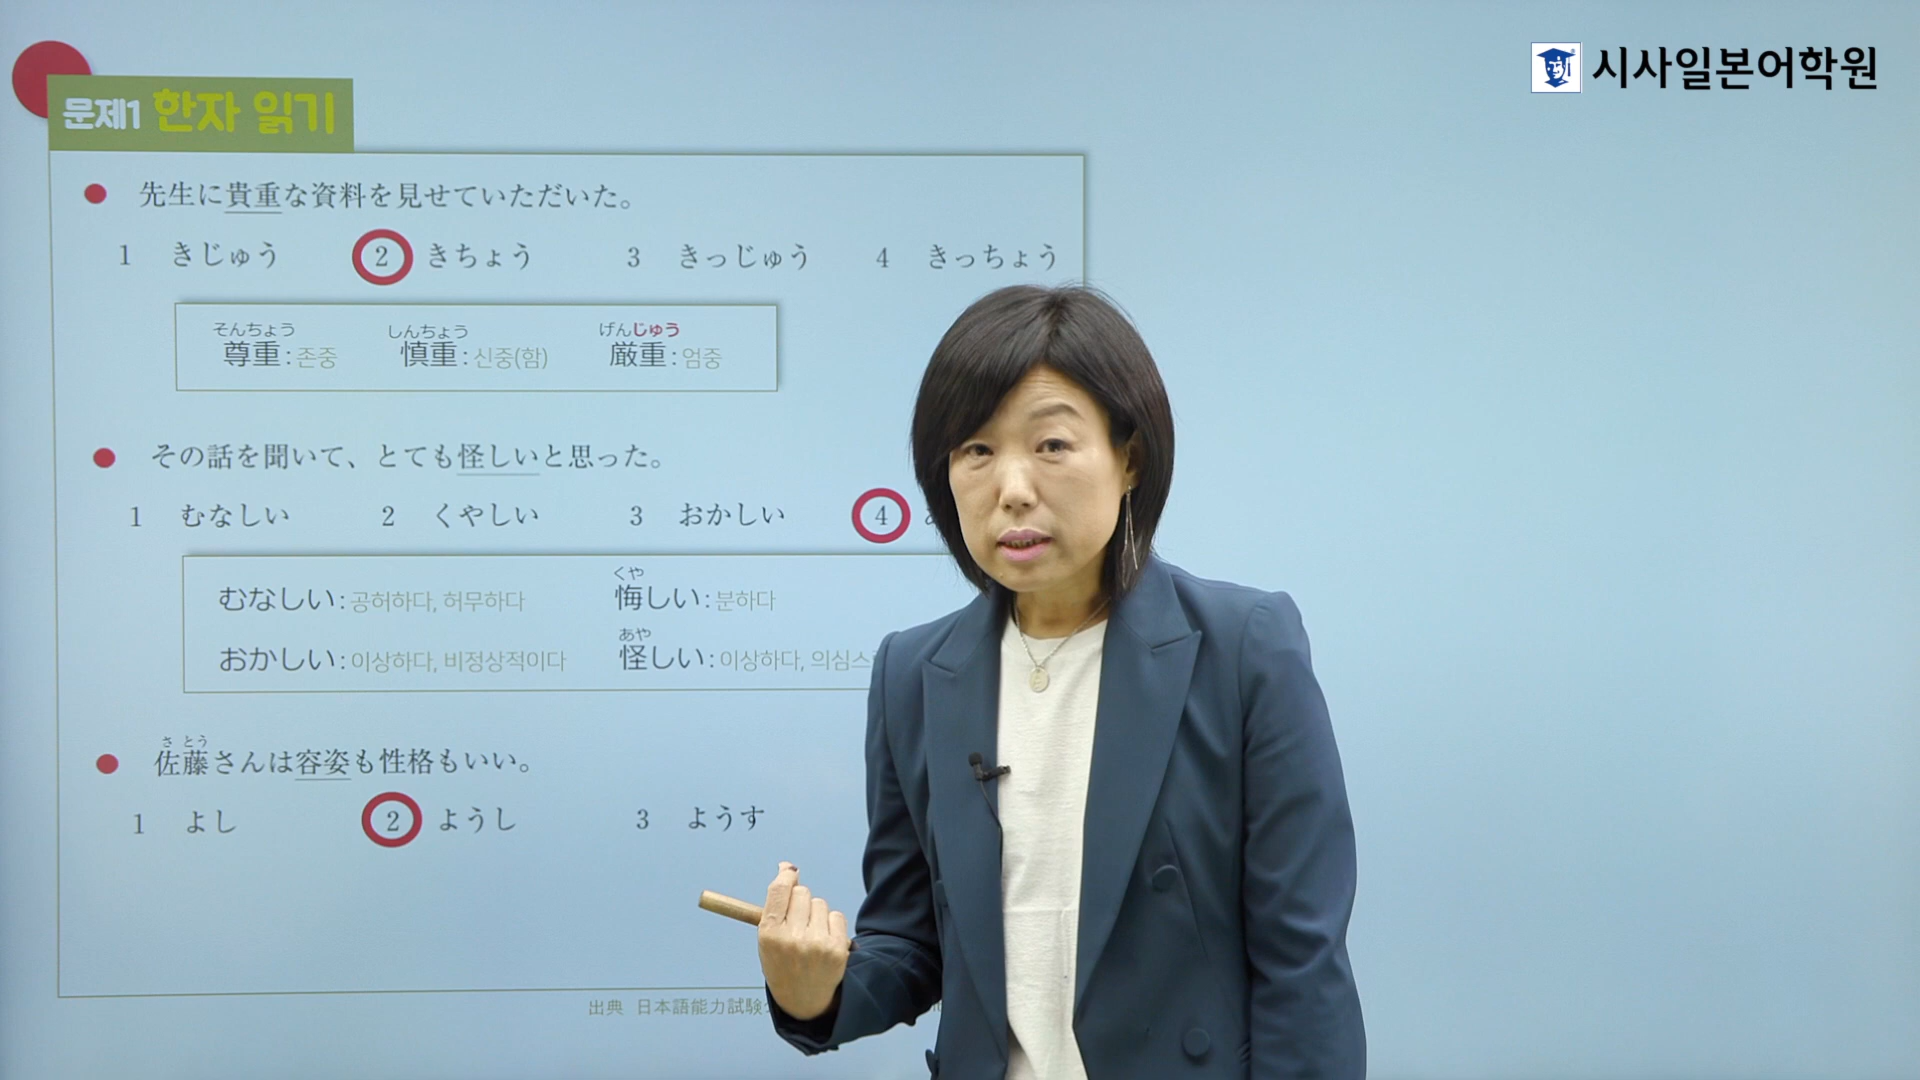 시사일본어학원
문제1 한자 읽기
先生に貴重な資料を見せていただいた。
1 きじゅう 2 きちょう 3 きっじゅう 4 きっちょう
そんちょう しんちょう げんじゅう
尊重 : 존중 慎重 : 신중(함) 厳重 : 엄중
その話を聞いて、とても怪しいと思った。
1 むなしい 2 くやしい 3 おかしい 4
くや
むなしい : 공허하다, 허무하다 悔しい : 분하다
あや
おかしい : 이상하다, 비정상적이다 怪しい : 이상하다, 의심스
さとう
佐藤さんは容姿も性格もいい。
1 よし 2 ようし 3 ようす
出典 日本語能力試験